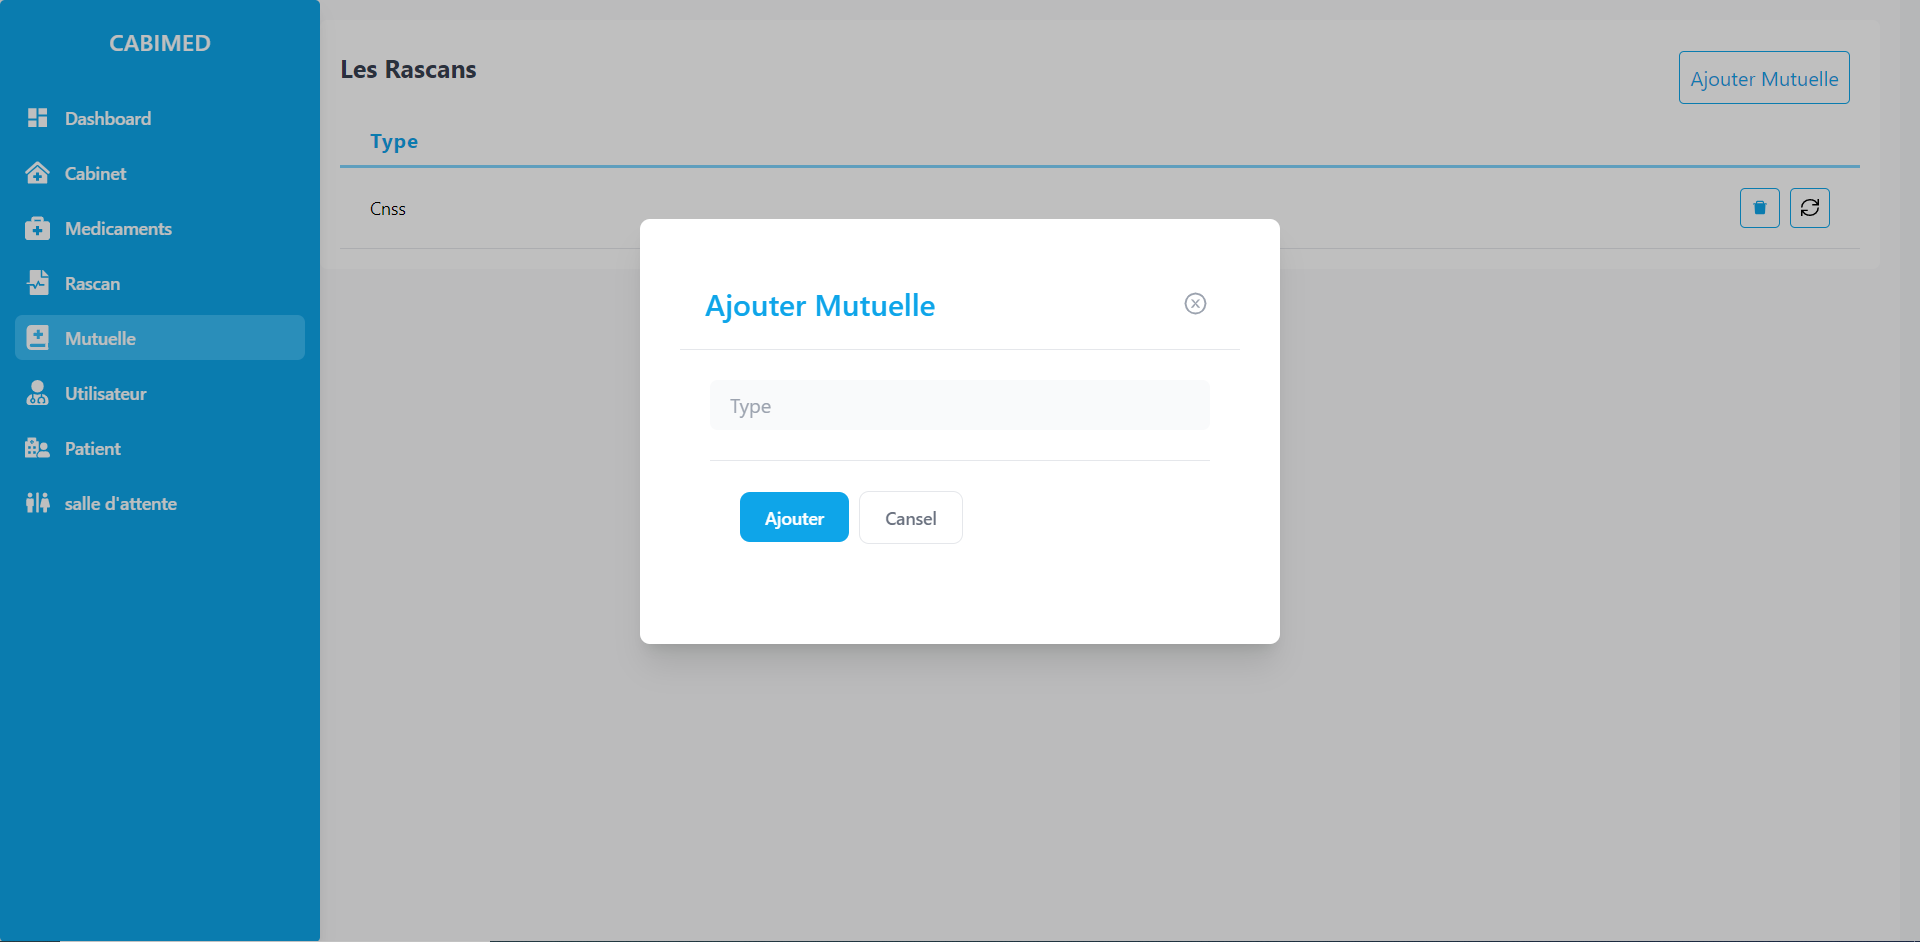 CABIMED
Dashboard
Cabinet
Medicaments
Rascan
Mutuelle
Utilisateur
Patient
salle d'attente
Les Rascans
Ajouter Mutuelle
Type
Cnss
Ajouter Mutuelle
Type
Ajouter
Cansel